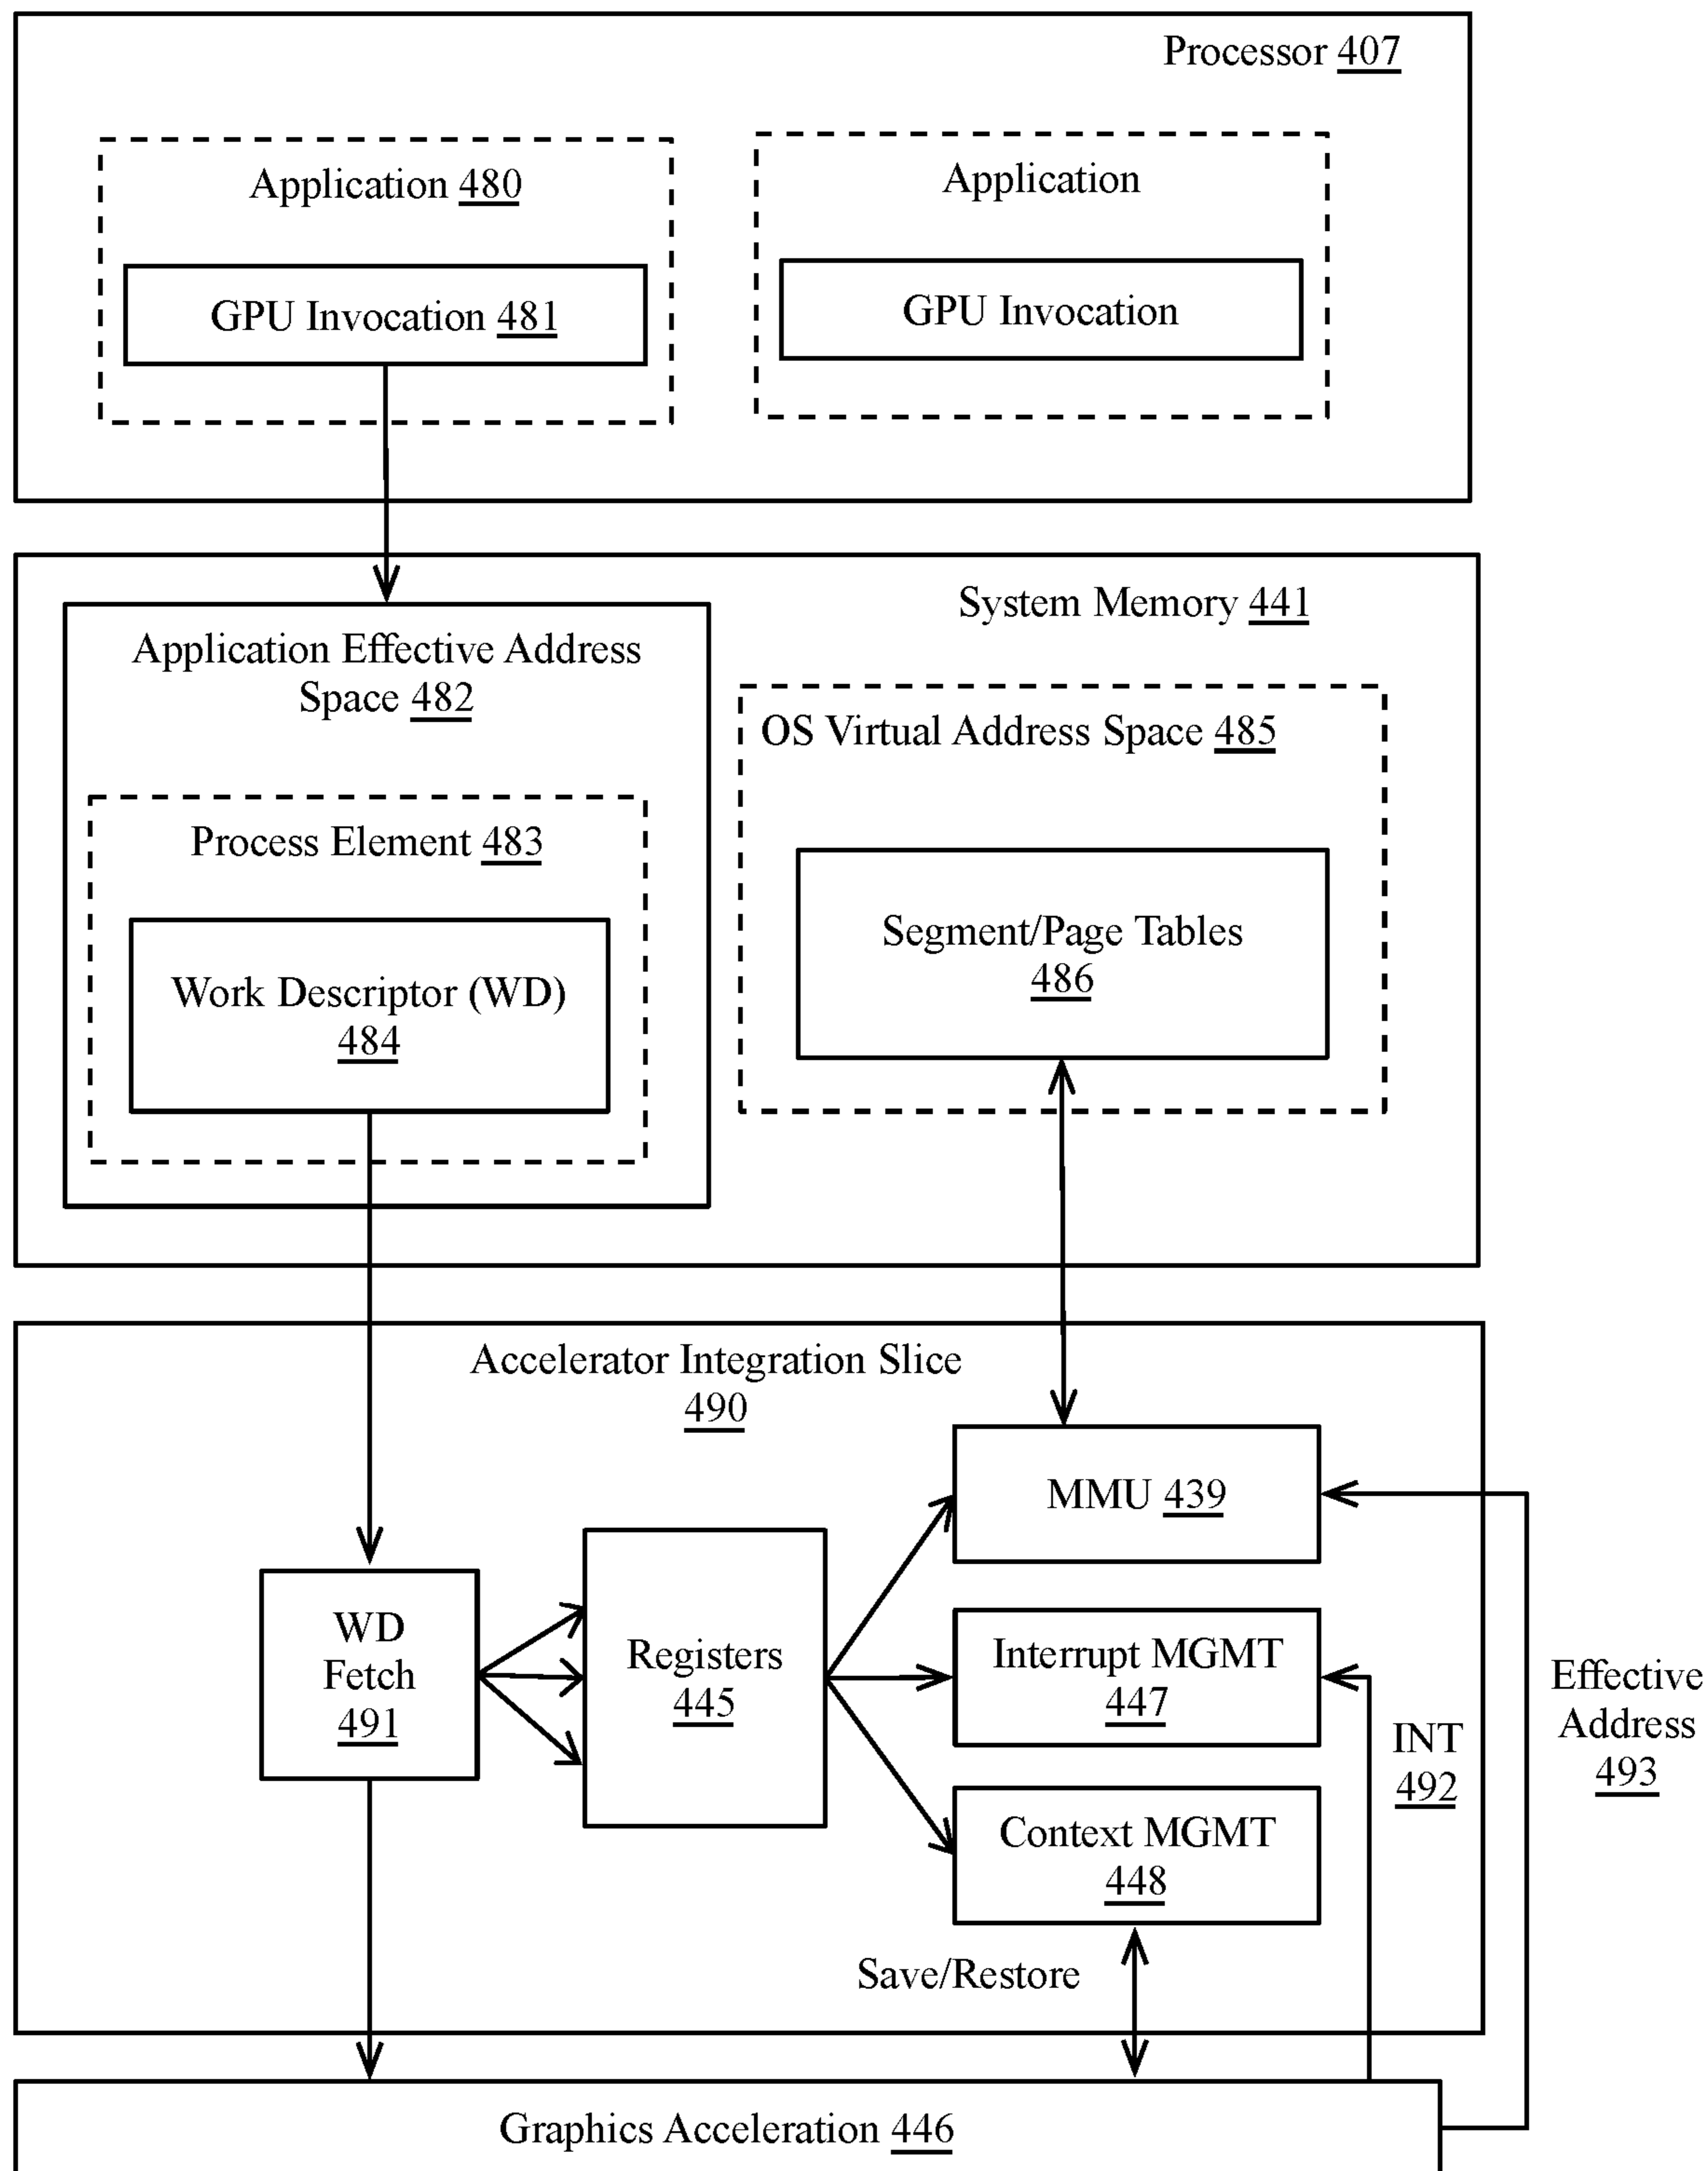 Processor 407
Application 480
Application
GPU Invocation 481
GPU Invocation
System Memory 441
Application Effective Address
Space 482
OS Virtual Address Space 485
Process Element 483
Segment/Page Tables
486
Work Descriptor (WD)
484
Accelerator Integration Slice
490
MMU 439
WD
Fetch
491
Registers
445
Interrupt MGMT
447
Effective
Address
493
INT
492
Context MGMT
448
Save/Restore
Graphics Acceleration 446